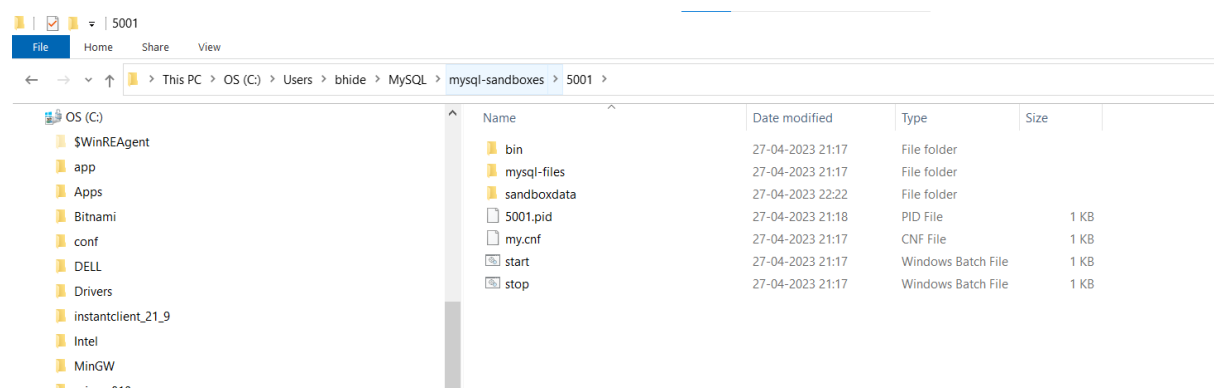 5001
File Home Share View
This PC > OS (C:) > Users > bhide > MySQL > mysql-sandboxes > 5001 >
OS (C:)
$WinREAgent
app
Apps
Bitnami
conf
DELL
Drivers
instantclient_21_9
Intel
MinGW
Name Date modified Type Size
bin 27-04-2023 21:17 File folder
mysql-files 27-04-2023 21:17 File folder
sandboxdata 27-04-2023 22:22 File folder
5001.pid 27-04-2023 21:18 PID File 1 KB
my.cnf 27-04-2023 21:17 CNF File 1 KB
start 27-04-2023 21:17 Windows Batch File 1 KB
stop 27-04-2023 21:17 Windows Batch File 1 KB